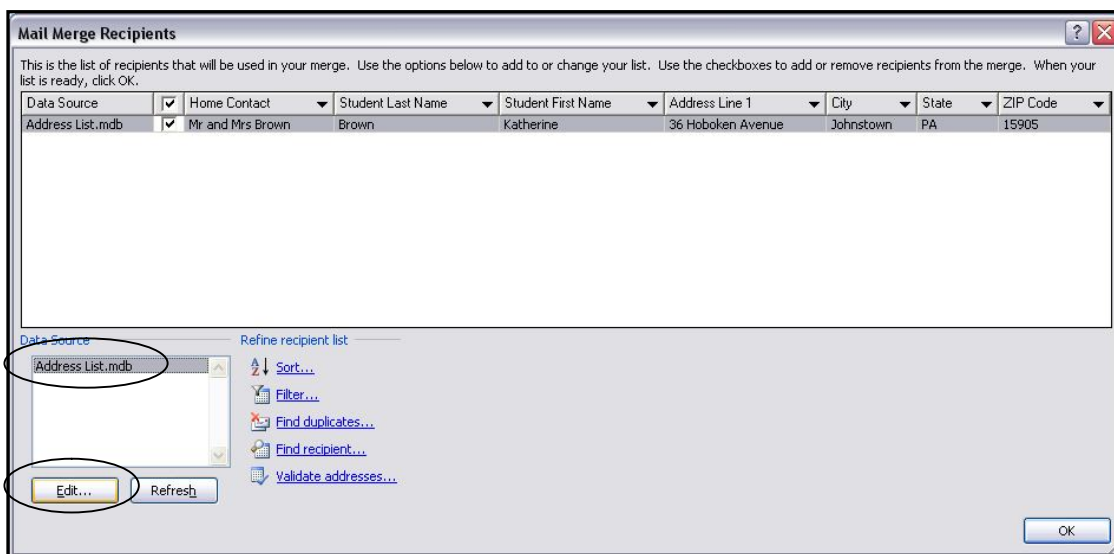 Mail Merge Recipients
This is the list of recipients that will be used in your merge. Use the options below to add to or change your list. Use the checkboxes to add or remove recipients from the merge. When your
list is ready, click OK.
Data Source Home Contact Student Last Name Student First Name Address Line 1 City State ZIP Code
Address List.mdb Mr and Mrs Brown Brown Katherine 36 Hoboken Avenue Johnstown PA 15905
Data Source Refine recipient list
Address List.mdb
Sort...
Filter...
Find duplicates...
Find recipient...
Validate addresses...
Edit... Refresh
OK